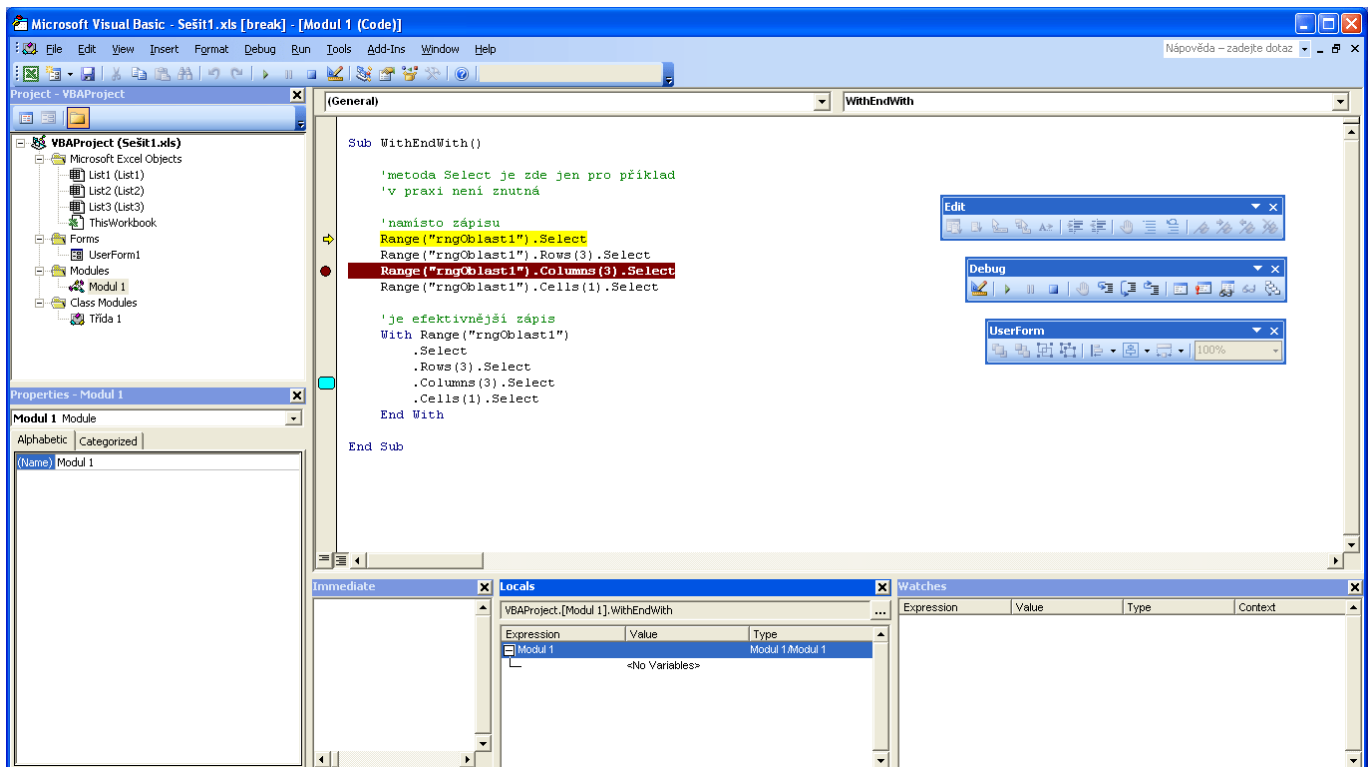 Microsoft Visual Basic - Sešit1.xls [break] - [Modul 1 (Code)]
File Edit View Insert Format Debug Run Tools Add-Ins Window Help
Nápověda – zadejte dotaz
Project - VBAProject
VBAProject (Sešit1.xls)
Microsoft Excel Objects
List1 (List1)
List2 (List2)
List3 (List3)
ThisWorkbook
Forms
UserForm1
Modules
Modul 1
Class Modules
Třída 1
Properties - Modul 1
Modul 1 Module
Alphabetic Categorized
(Name) Modul 1
(General) WithEndWith
Sub WithEndWith()
'metoda Select je zde jen pro příklad
'v praxi není znutná
'namísto zápisu
Range("rngOblast1").Select
Range("rngOblast1").Rows(3).Select
Range("rngOblast1").Columns(3).Select
Range("rngOblast1").Cells(1).Select
'je efektivnější zápis
With Range("rngOblast1")
.Select
.Rows(3).Select
.Columns(3).Select
.Cells(1).Select
End With
End Sub
Edit
Debug
UserForm
100%
Immediate
Locals
VBAProject.[Modul 1].WithEndWith
...
Expression Value Type
Modul 1 Modul 1/Modul 1
<No Variables>
Watches
Expression Value Type Context